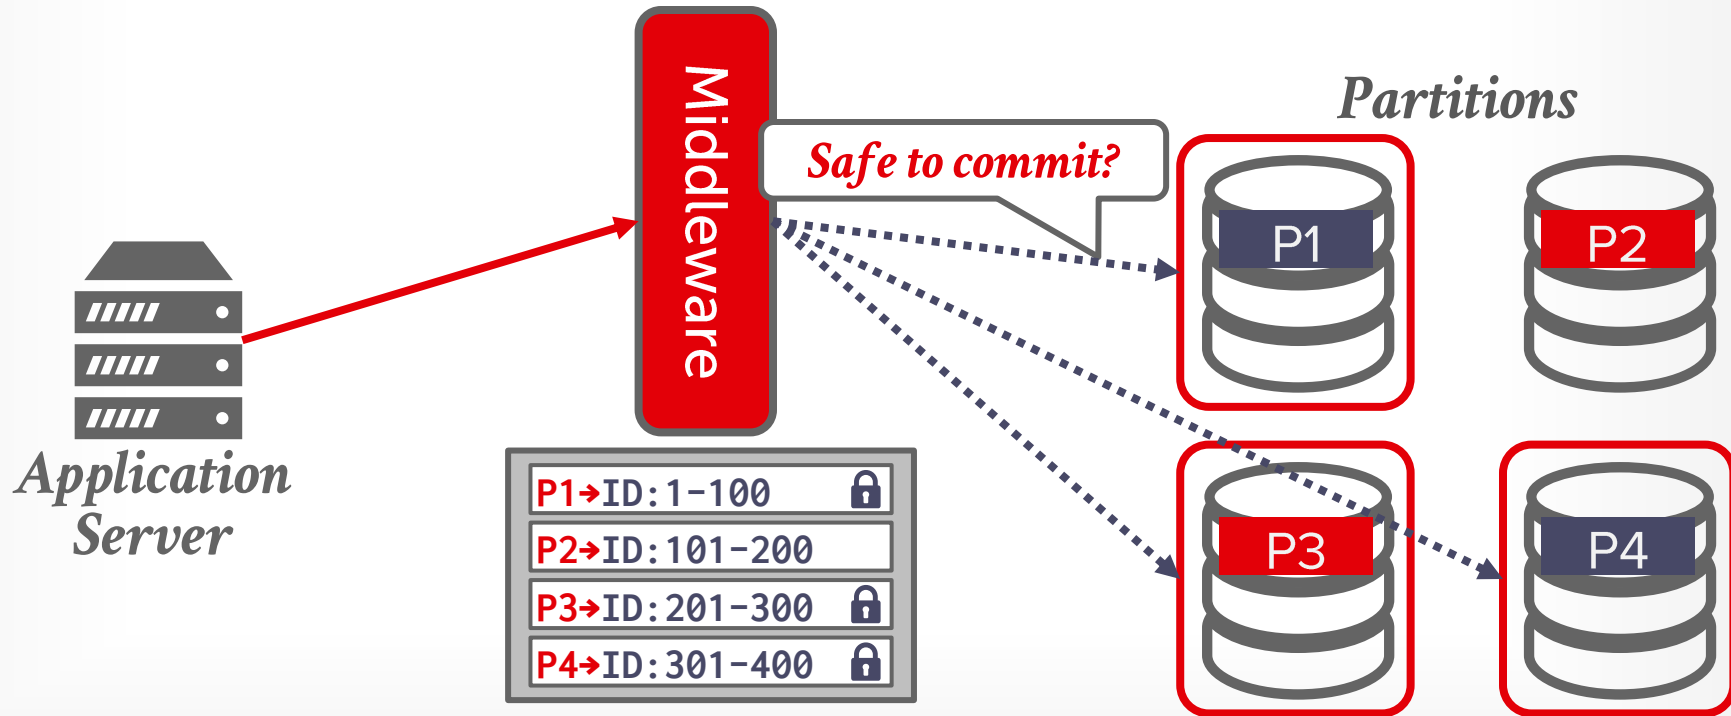 Middleware
Partitions
Safe to commit?
P1
P2
Application
Server
P1→ID:1-100
P2→ID:101-200
P3→ID:201-300
P4→ID:301-400
P3
P4